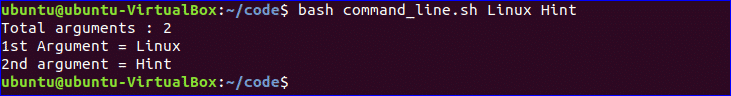 ubuntu@ubuntu-VirtualBox:~/code$ bash command_line.sh Linux Hint
Total arguments : 2
1st Argument = Linux
2nd argument = Hint
ubuntu@ubuntu-VirtualBox:~/code$